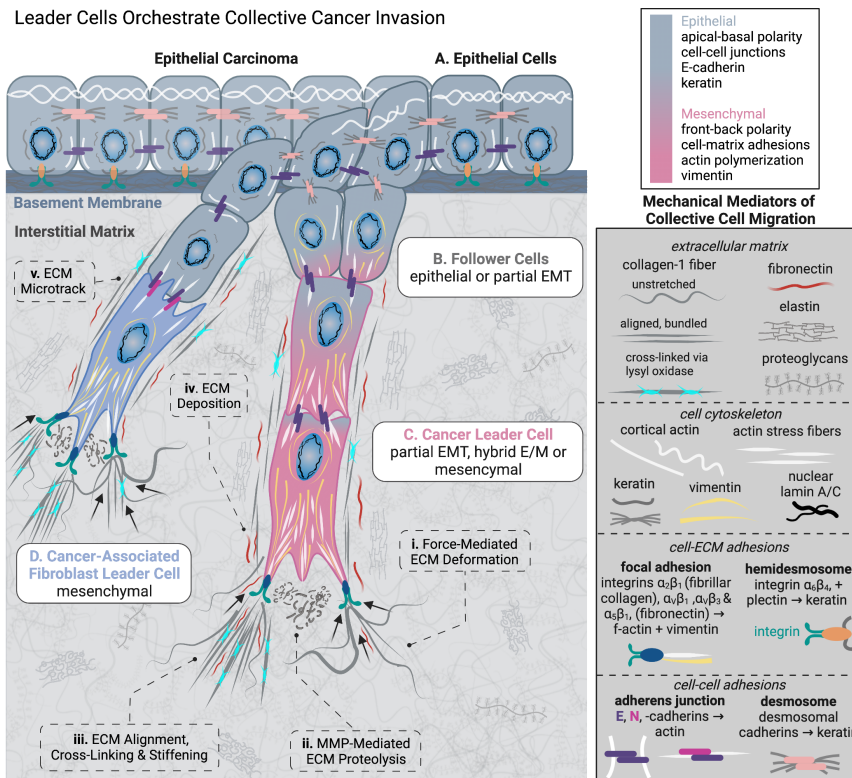 Leader Cells Orchestrate Collective Cancer Invasion
Epithelial Carcinoma
A. Epithelial Cells
Basement Membrane
Interstitial Matrix
v. ECM
Microtrack
B. Follower Cells
epithelial or partial EMT
iv. ECM
Deposition
C. Cancer Leader Cell
partial EMT, hybrid E/M or
mesencymal
D. Cancer-Associated
Fibroblast Leader Cell
mesenchymal
i. Force-Mediated
ECM Deformation
iii. ECM Alignment,
Cross-Linking & Stiffening
ii. MMP-Mediated
ECM Proteolysis
Epithelial
apical-basal polarity
cell-cell junctions
E-cadherin
keratin
Mesenchymal
front-back polarity
cell-matrix adhesions
actin polymerization
vimentin
Mechanical Mediators of
Collective Cell Migration
extracellular matrix
collagen-1 fiber
unstretched
aligned, bundled
cross-linked via
lysyl oxidase
fibronectin
elastin
proteoglycans
cell cytoskeleton
cortical actin
actin stress fibers
keratin
vimentin
nuclear
lamin A/C
cell-ECM adhesions
focal adhesion
integrins α₂β₁ (fibrillar
collagen), αᵥβ₁ ,αᵥβ₃ &
α₅β₁, (fibronectin) →
f-actin + vimentin
hemidesmosome
integrin α₆β₄, +
plectin → keratin
integrin
cell-cell adhesions
adherens junction
E, N, -cadherins →
actin
desmosome
desmosomal
cadherins → keratin